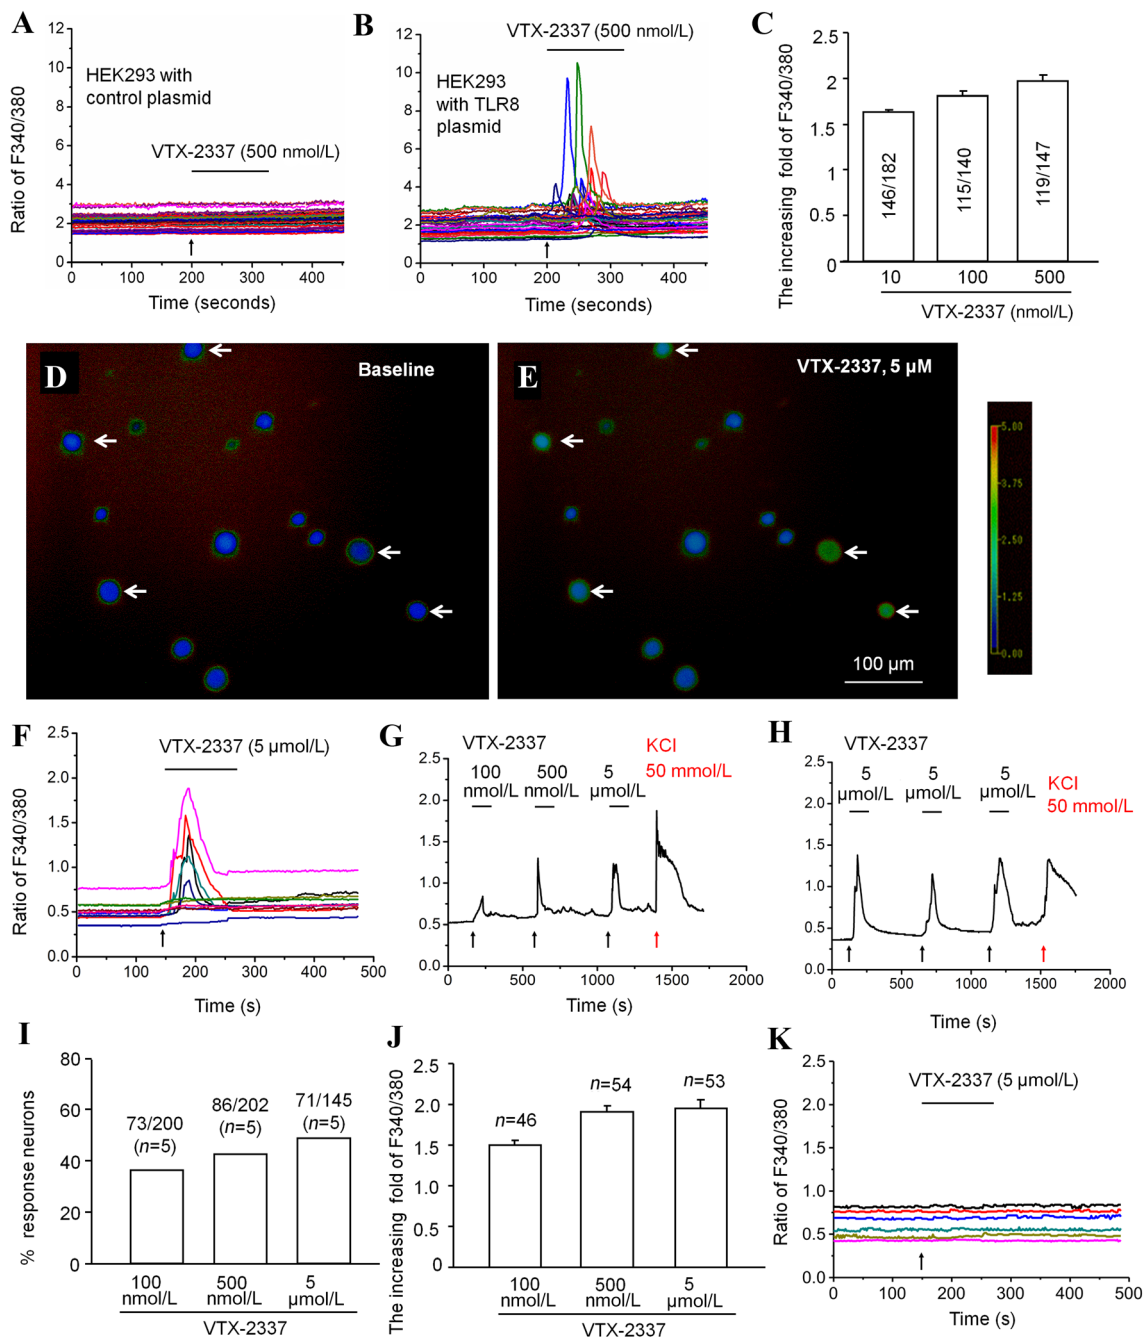 A
12
10
8
6
4
2
0
Ratio of F340/380
HEK293 with
control plasmid
VTX-2337 (500 nmol/L)
0 100 200 300 400
Time (seconds)
B
VTX-2337 (500 nmol/L)
12
10
8
6
4
2
0
HEK293
with TLR8
plasmid
0 100 200 300 400
Time (seconds)
C
2.5
2
1.5
1
0.5
0
The increasing fold of F340/380
146/182
115/140
119/147
10 100 500
VTX-2337 (nmol/L)
D
Baseline
E
VTX-2337, 5 µM
100 µm
5.00
3.75
2.50
1.25
0.00
F
VTX-2337 (5 µmol/L)
2.5
2.0
1.5
1.0
0.5
0.0
Ratio of F340/380
0 100 200 300 400 500
Time (s)
G
VTX-2337
KCl
100 500 5 50 mmol/L
nmol/L nmol/L µmol/L
2.5
2.0
1.5
1.0
0.5
0.0
0 500 1000 1500 2000
Time (s)
H
VTX-2337
5 5 5 KCl
µmol/L µmol/L µmol/L 50 mmol/L
2.5
2.0
1.5
1.0
0.5
0.0
0 500 1000 1500 2000
Time (s)
I
80
60
40
20
0
% response neurons
73/200 86/202 71/145
(n=5) (n=5) (n=5)
100 500 5
nmol/L nmol/L µmol/L
VTX-2337
J
2.5
2.0
1.5
1.0
0.5
0.0
The increasing fold of F340/380
n=46 n=54 n=53
100 500 5
nmol/L nmol/L µmol/L
VTX-2337
K
2.5
2.0
1.5
1.0
0.5
0.0
Ratio of F340/380
VTX-2337 (5 µmol/L)
0 100 200 300 400 500
Time (s)